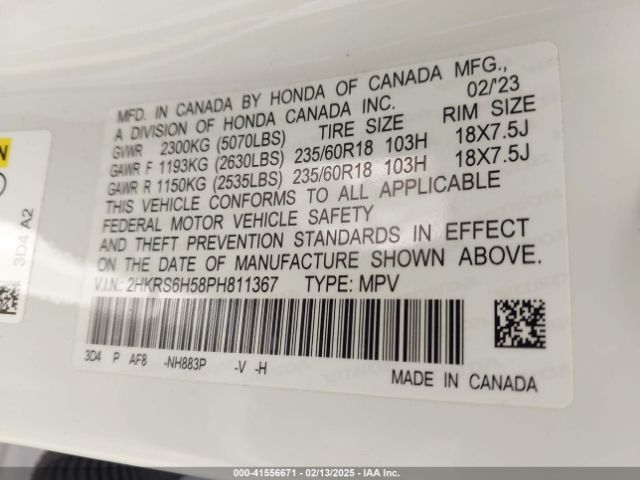 MFD. IN CANADA BY HONDA OF CANADA MFG.,
A DIVISION OF HONDA CANADA INC. 02/'23
GVWR 2300KG (5070LBS) TIRE SIZE RIM SIZE
GAWR F 1193KG (2630LBS) 235/60R18 103H 18X7.5J
GAWR R 1150KG (2535LBS) 235/60R18 103H 18X7.5J
THIS VEHICLE CONFORMS TO ALL APPLICABLE
FEDERAL MOTOR VEHICLE SAFETY
AND THEFT PREVENTION STANDARDS IN EFFECT
ON THE DATE OF MANUFACTURE SHOWN ABOVE.
V.I.N.: 2HKRS6H58PH811367 TYPE: MPV
3D4 P AF8 -NH883P -V -H
MADE IN CANADA
3D4 A2
000-41556671 / 02/13/2025 - IAA Inc.